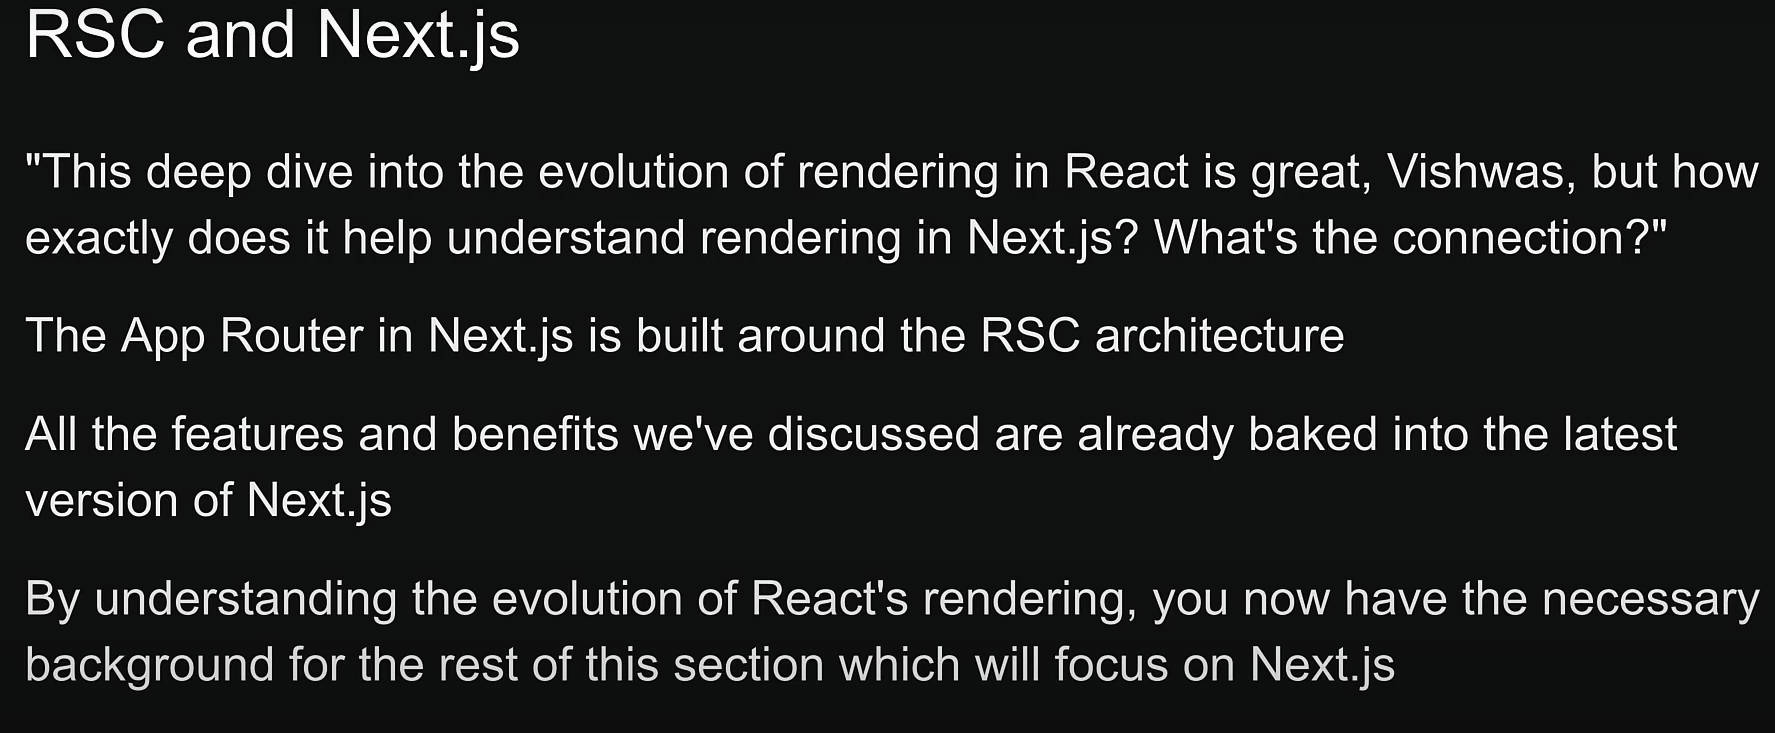 RSC and Next.js
"This deep dive into the evolution of rendering in React is great, Vishwas, but how
exactly does it help understand rendering in Next.js? What's the connection?"
The App Router in Next.js is built around the RSC architecture
All the features and benefits we've discussed are already baked into the latest
version of Next.js
By understanding the evolution of React's rendering, you now have the necessary
background for the rest of this section which will focus on Next.js